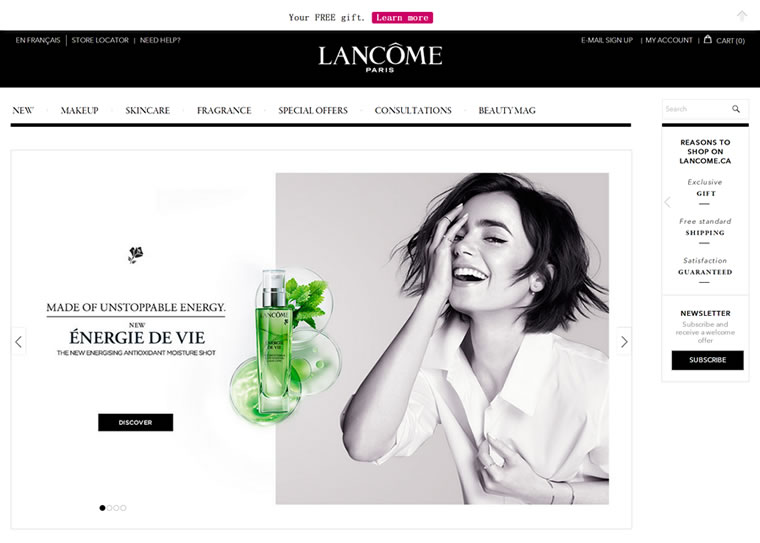 Your FREE gift. Learn more
EN FRANÇAIS | STORE LOCATOR | NEED HELP?
LANCÔME
PARIS
E-MAIL SIGN UP | MY ACCOUNT | CART (0)
NEW MAKEUP SKINCARE FRAGRANCE SPECIAL OFFERS CONSULTATIONS BEAUTY MAG
Search
MADE OF UNSTOPPABLE ENERGY.
NEW
ÉNERGIE DE VIE
THE NEW ENERGISING ANTIOXIDANT MOISTURE SHOT
DISCOVER
LANCÔME
ÉNERGIE
DE VIE
REASONS TO
SHOP ON
LANCOME.CA
Exclusive
GIFT
Free standard
SHIPPING
Satisfaction
GUARANTEED
NEWSLETTER
Subscribe and
receive a welcome
offer
SUBSCRIBE